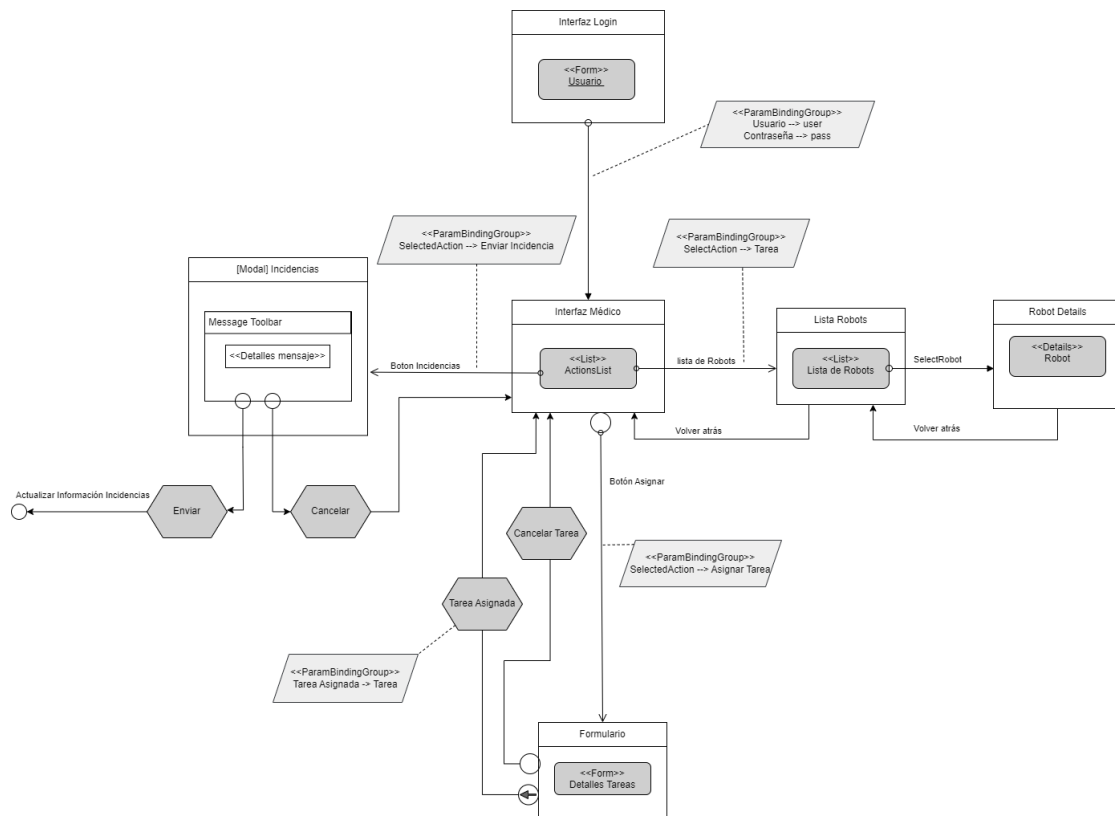 Interfaz Login
<<Form>>
Usuario
<<ParamBindingGroup>>
Usuario --> user
Contraseña --> pass
<<ParamBindingGroup>>
SelectedAction --> Enviar Incidencia
<<ParamBindingGroup>>
SelectAction --> Tarea
[Modal] Incidencias
Message Toolbar
<<Detalles mensaje>>
Boton Incidencias
Interfaz Médico
<<List>>
ActionsList
lista de Robots
Lista Robots
<<List>>
Lista de Robots
SelectRobot
Robot Details
<<Details>>
Robot
Volver atrás
Volver atrás
Actualizar Información Incidencias
Enviar
Cancelar
Cancelar Tarea
Botón Asignar
<<ParamBindingGroup>>
SelectedAction --> Asignar Tarea
Tarea Asignada
<<ParamBindingGroup>>
Tarea Asignada -> Tarea
Formulario
<<Form>>
Detalles Tareas